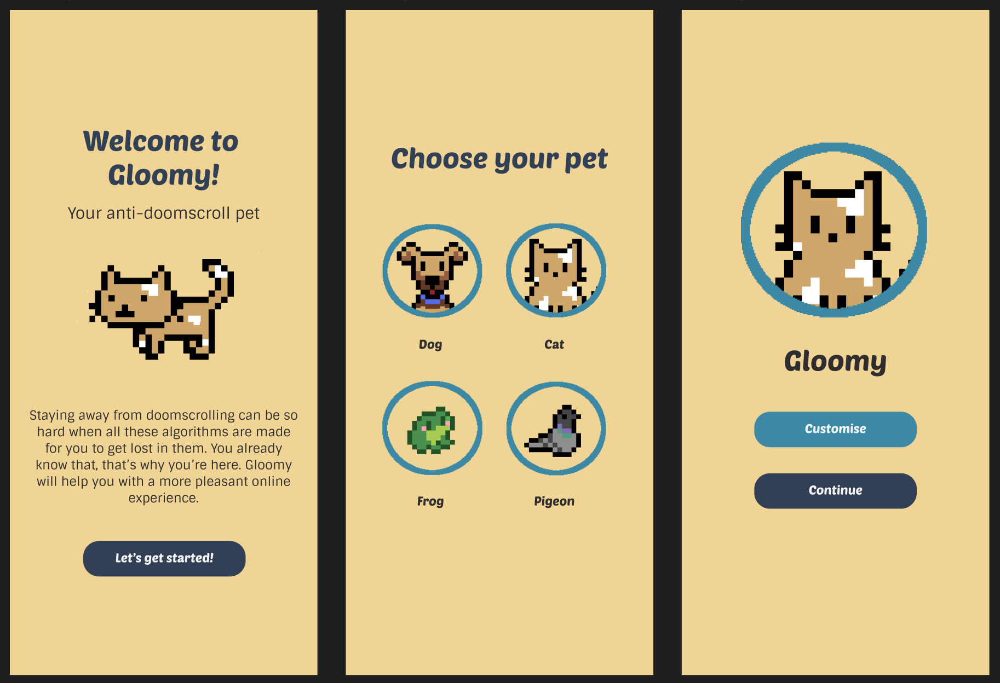 Welcome to
Gloomy!
Your anti-doomscroll pet
Staying away from doomscrolling can be so
hard when all these algorithms are made
for you to get lost in them. You already
know that, that’s why you’re here. Gloomy
will help you with a more pleasant online
experience.
Let’s get started!
Choose your pet
Dog
Cat
Frog
Pigeon
Gloomy
Customise
Continue